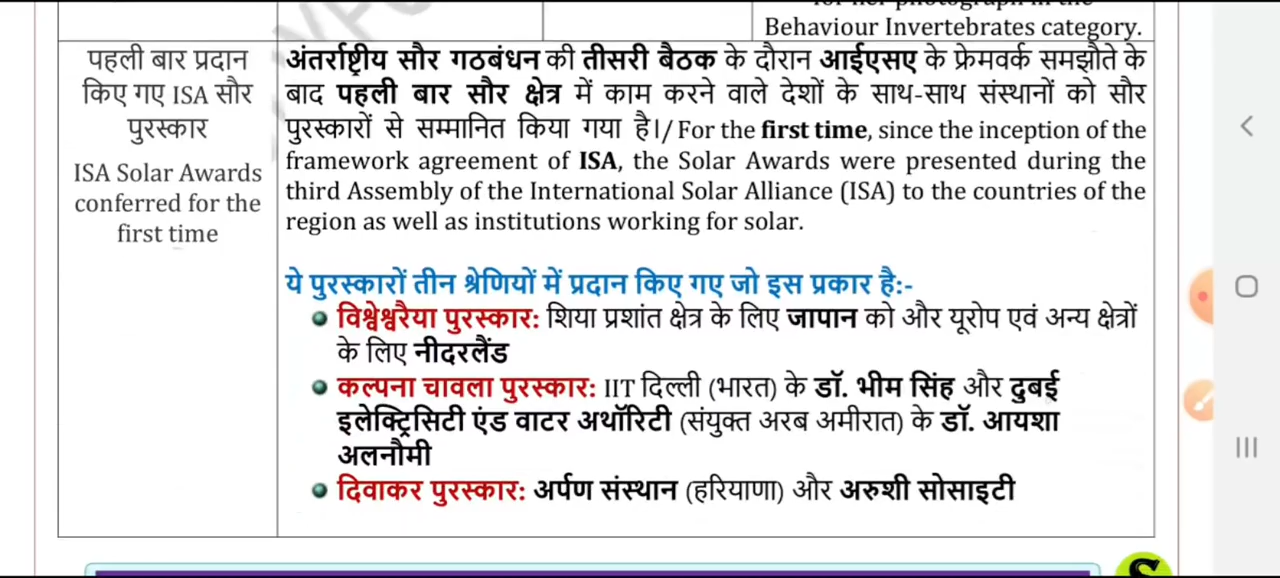 for her photograph in the
Behaviour Invertebrates category.
पहली बार प्रदान
किए गए ISA सौर
पुरस्कार
ISA Solar Awards
conferred for the
first time
अंतर्राष्ट्रीय सौर गठबंधन की तीसरी बैठक के दौरान आईएसए के फ्रेमवर्क समझौते के
बाद पहली बार सौर क्षेत्र में काम करने वाले देशों के साथ-साथ संस्थानों को सौर
पुरस्कारों से सम्मानित किया गया है।/ For the first time, since the inception of the
framework agreement of ISA, the Solar Awards were presented during the
third Assembly of the International Solar Alliance (ISA) to the countries of the
region as well as institutions working for solar.
ये पुरस्कारों तीन श्रेणियों में प्रदान किए गए जो इस प्रकार है:-
विश्वेश्वरैया पुरस्कार: शिया प्रशांत क्षेत्र के लिए जापान को और यूरोप एवं अन्य क्षेत्रों
के लिए नीदरलैंड
कल्पना चावला पुरस्कार: IIT दिल्ली (भारत) के डॉ. भीम सिंह और दुबई
इलेक्ट्रिसिटी एंड वाटर अथॉरिटी (संयुक्त अरब अमीरात) के डॉ. आयशा
अलनौमी
दिवाकर पुरस्कार: अर्पण संस्थान (हरियाणा) और अरुशी सोसाइटी